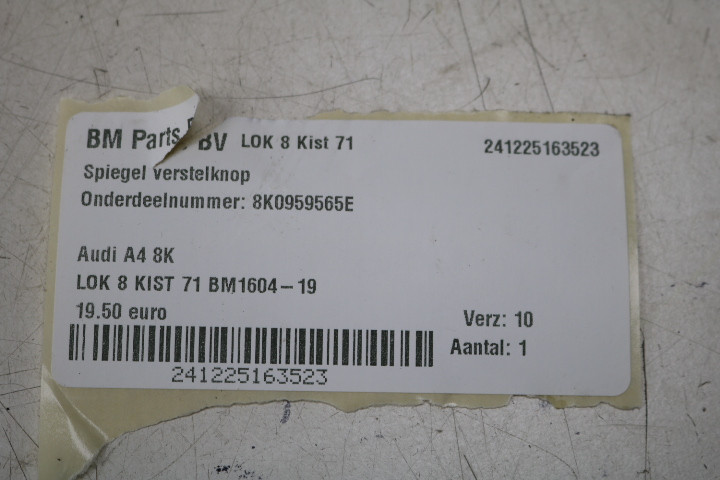 BM Parts BV LOK 8 Kist 71 241225163523
Spiegel verstelknop
Onderdeelnummer: 8K0959565E
Audi A4 8K
LOK 8 KIST 71 BM1604-19
19.50 euro Verz: 10
Aantal: 1
241225163523